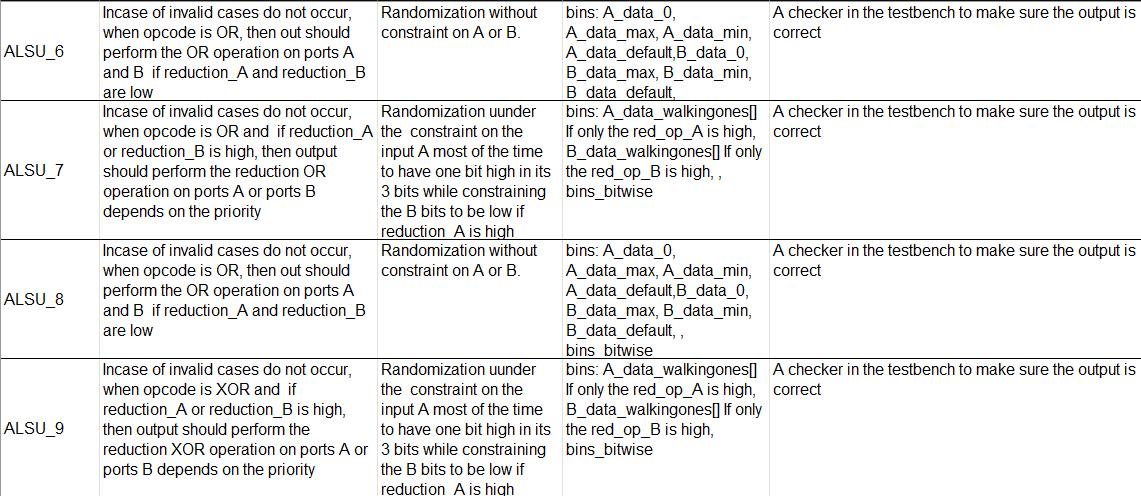 ALSU_6
Incase of invalid cases do not occur,
when opcode is OR, then out should
perform the OR operation on ports A
and B  if reduction_A and reduction_B
are low
Randomization without
constraint on A or B.
bins: A_data_0,
A_data_max, A_data_min,
A_data_default,B_data_0,
B_data_max, B_data_min,
B_data_default,
A checker in the testbench to make sure the output is
correct
ALSU_7
Incase of invalid cases do not occur,
when opcode is OR and  if reduction_A
or reduction_B is high, then output
should perform the reduction OR
operation on ports A or ports B
depends on the priority
Randomization uunder
the  constraint on the
input A most of the time
to have one bit high in its
3 bits while constraining
the B bits to be low if
reduction_A is high
bins: A_data_walkingones[]
If only the red_op_A is high,
B_data_walkingones[] If only
the red_op_B is high, ,
bins_bitwise
A checker in the testbench to make sure the output is
correct
ALSU_8
Incase of invalid cases do not occur,
when opcode is OR, then out should
perform the OR operation on ports A
and B  if reduction_A and reduction_B
are low
Randomization without
constraint on A or B.
bins: A_data_0,
A_data_max, A_data_min,
A_data_default,B_data_0,
B_data_max, B_data_min,
B_data_default, ,
bins_bitwise
A checker in the testbench to make sure the output is
correct
ALSU_9
Incase of invalid cases do not occur,
when opcode is XOR and  if
reduction_A or reduction_B is high,
then output should perform the
reduction XOR operation on ports A or
ports B depends on the priority
Randomization uunder
the  constraint on the
input A most of the time
to have one bit high in its
3 bits while constraining
the B bits to be low if
reduction_A is high
bins: A_data_walkingones[]
If only the red_op_A is high,
B_data_walkingones[] If only
the red_op_B is high,
bins_bitwise
A checker in the testbench to make sure the output is
correct